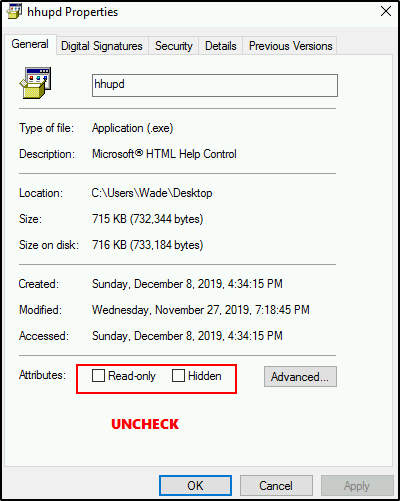 hhupd Properties
General Digital Signatures Security Details Previous Versions
hhupd
Type of file: Application (.exe)
Description: Microsoft® HTML Help Control
Location: C:\Users\Wade\Desktop
Size: 715 KB (732,344 bytes)
Size on disk: 716 KB (733,184 bytes)
Created: Sunday, December 8, 2019, 4:34:15 PM
Modified: Wednesday, November 27, 2019, 7:18:45 PM
Accessed: Sunday, December 8, 2019, 4:34:15 PM
Attributes: Read-only Hidden Advanced...
UNCHECK
OK Cancel Apply